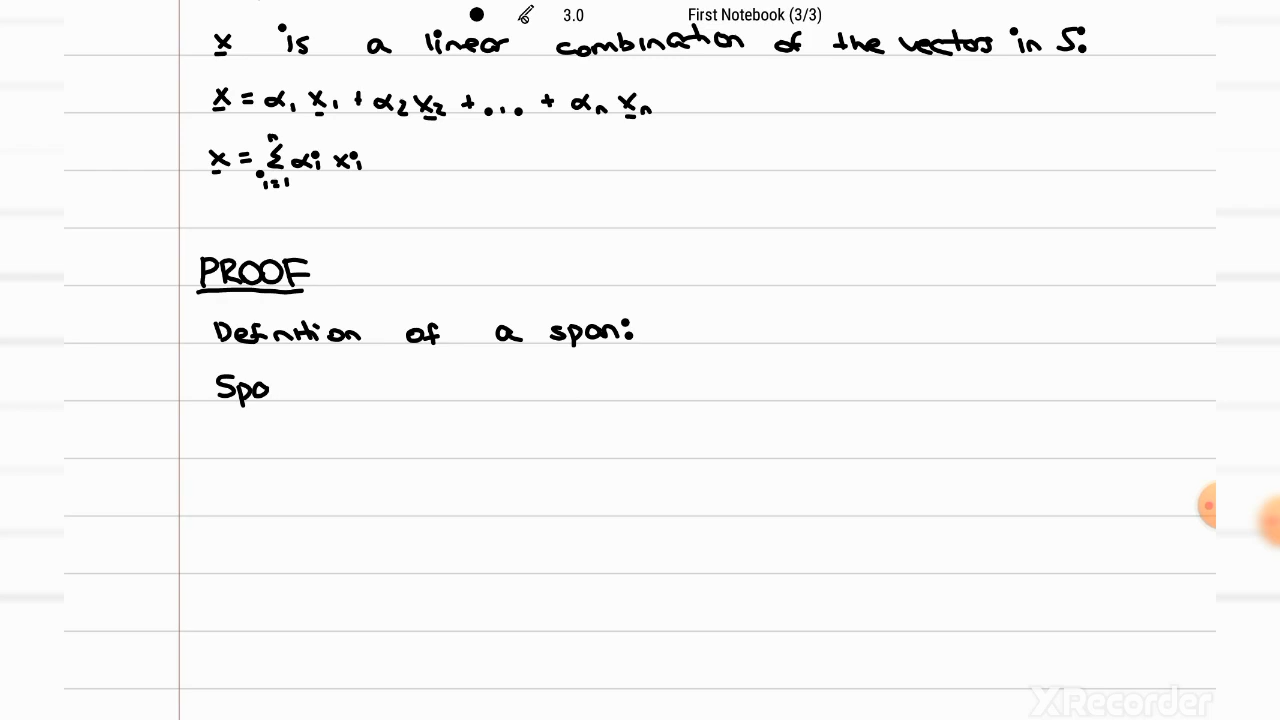 3.0 First Notebook (3/3)
x is a linear combination of the vectors in S:
x = α₁ x₁ + α₂ x₂ + ... + αₙ xₙ
n
x = Σ αi xi
i=1
PROOF
Definition of a span:
Spa
XRecorder